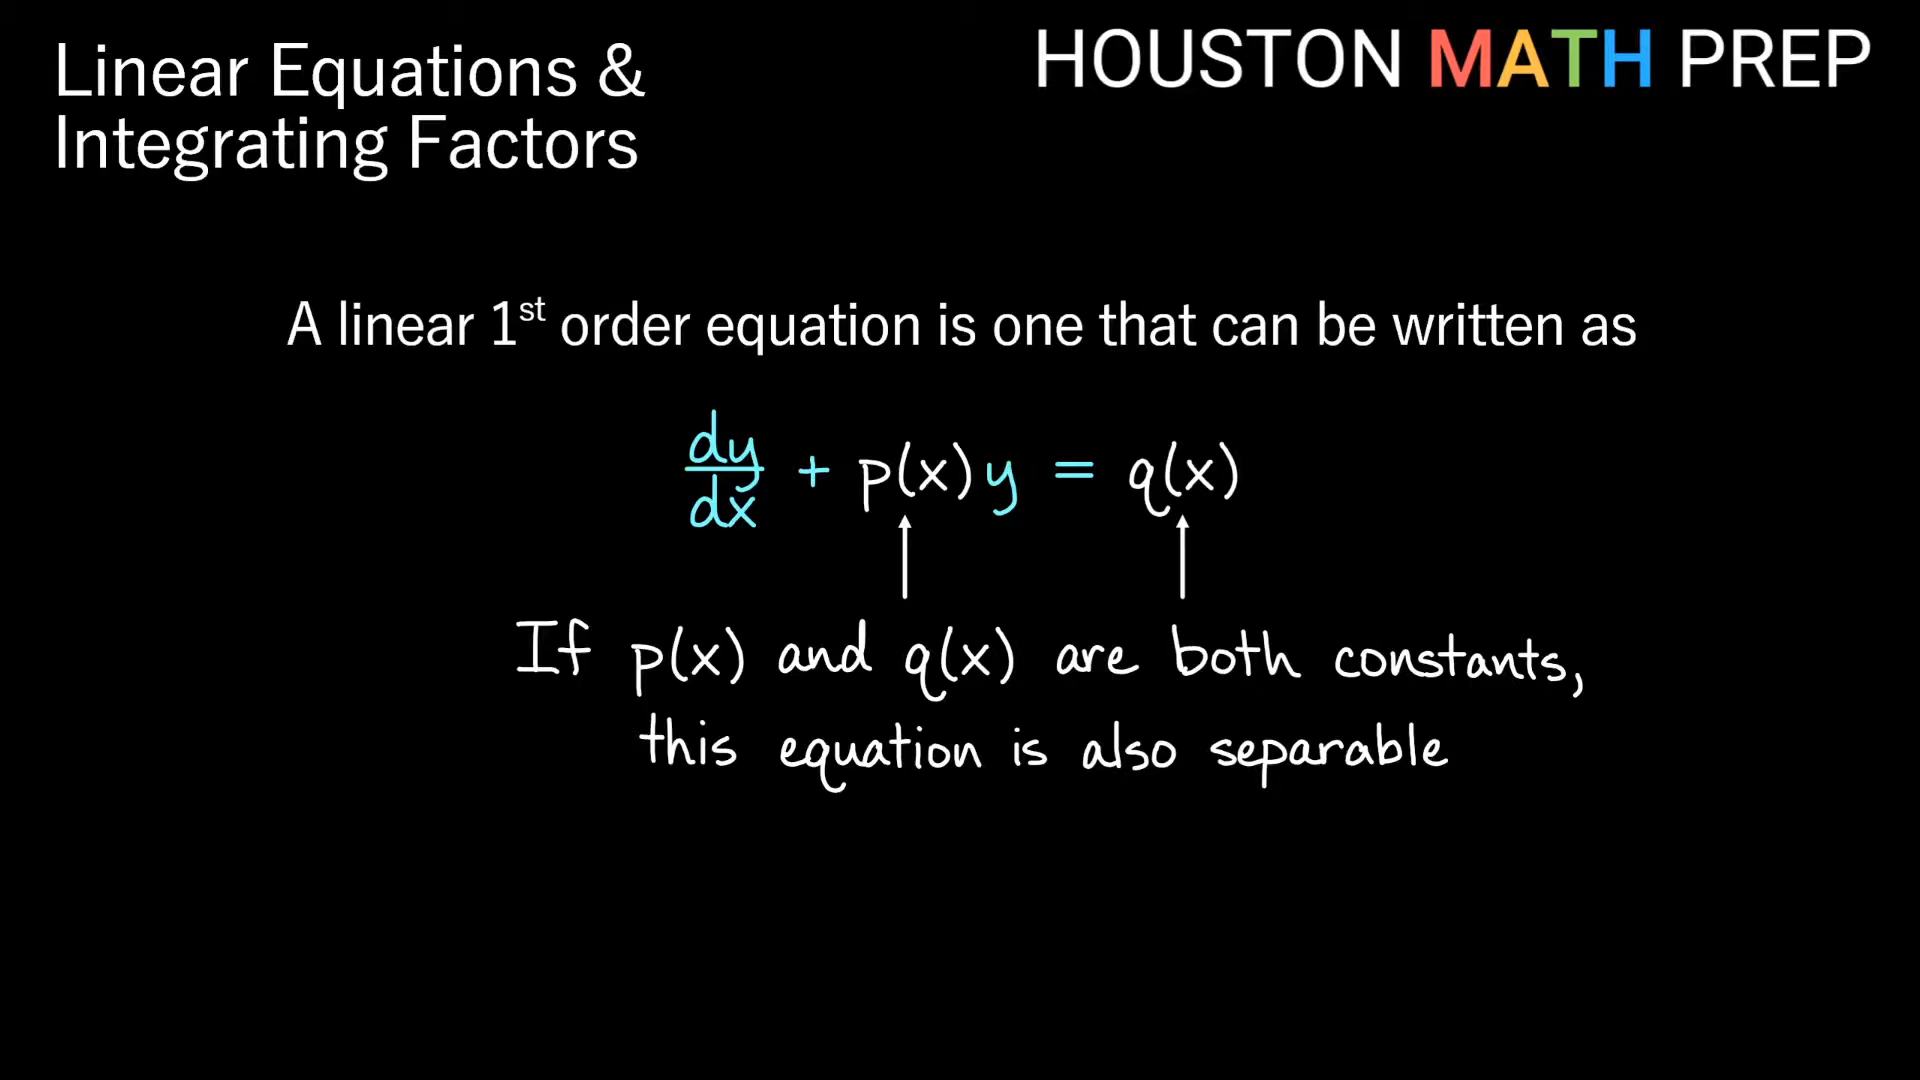 Linear Equations &
Integrating Factors
HOUSTON MATH PREP
A linear 1st order equation is one that can be written as
dy/dx + p(x)y = q(x)
If p(x) and q(x) are both constants,
this equation is also separable